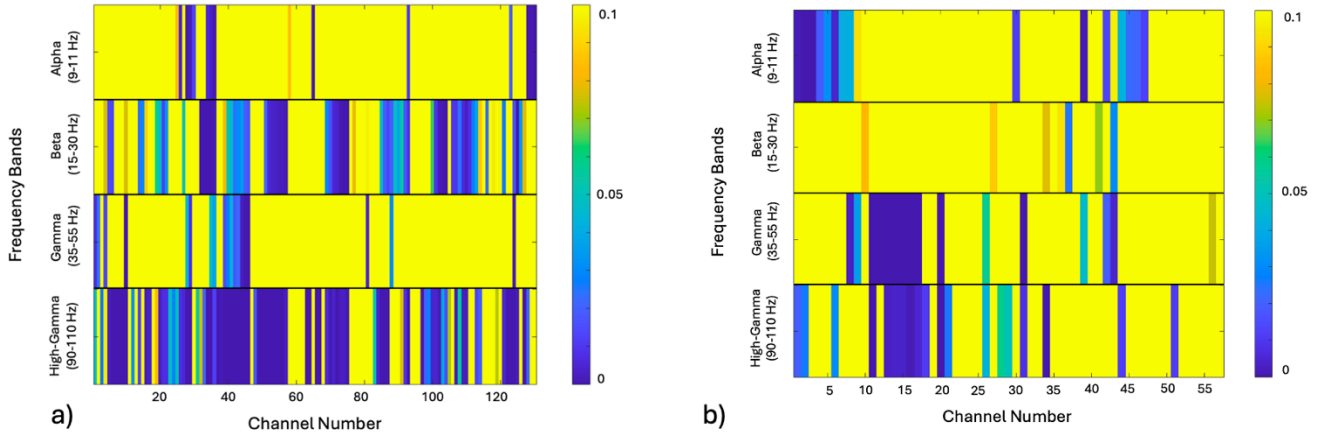 Frequency Bands
Alpha
(9-11 Hz)
Beta
(15-30 Hz)
Gamma
(35-55 Hz)
High-Gamma
(90-110 Hz)
20 40 60 80 100 120
Channel Number
a)
0.1
0.05
0
Frequency Bands
Alpha
(9-11 Hz)
Beta
(15-30 Hz)
Gamma
(35-55 Hz)
High-Gamma
(90-110 Hz)
5 10 15 20 25 30 35 40 45 50 55
Channel Number
b)
0.1
0.05
0